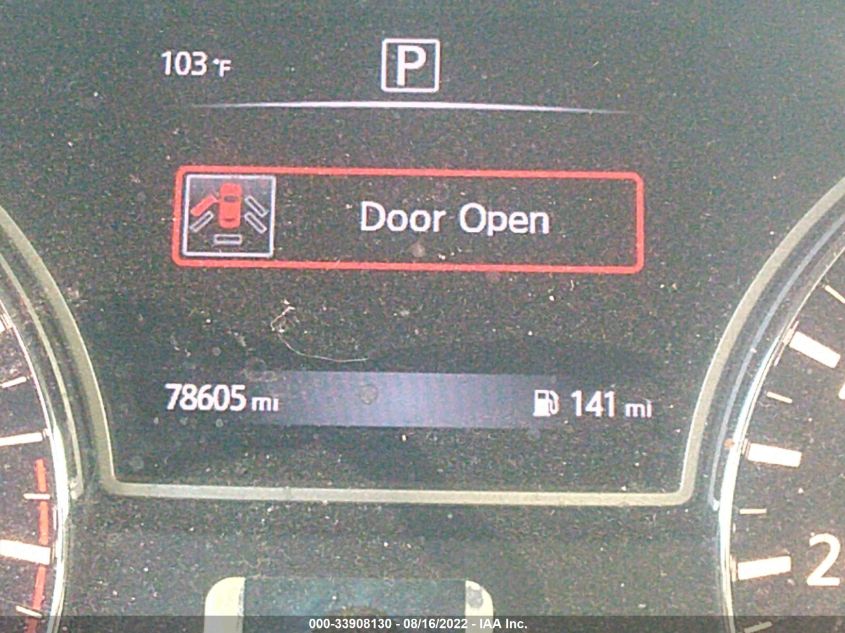 103 °F P
Door Open
78605 mi 141 mi
2
000-33908130 - 08/16/2022 - IAA Inc.